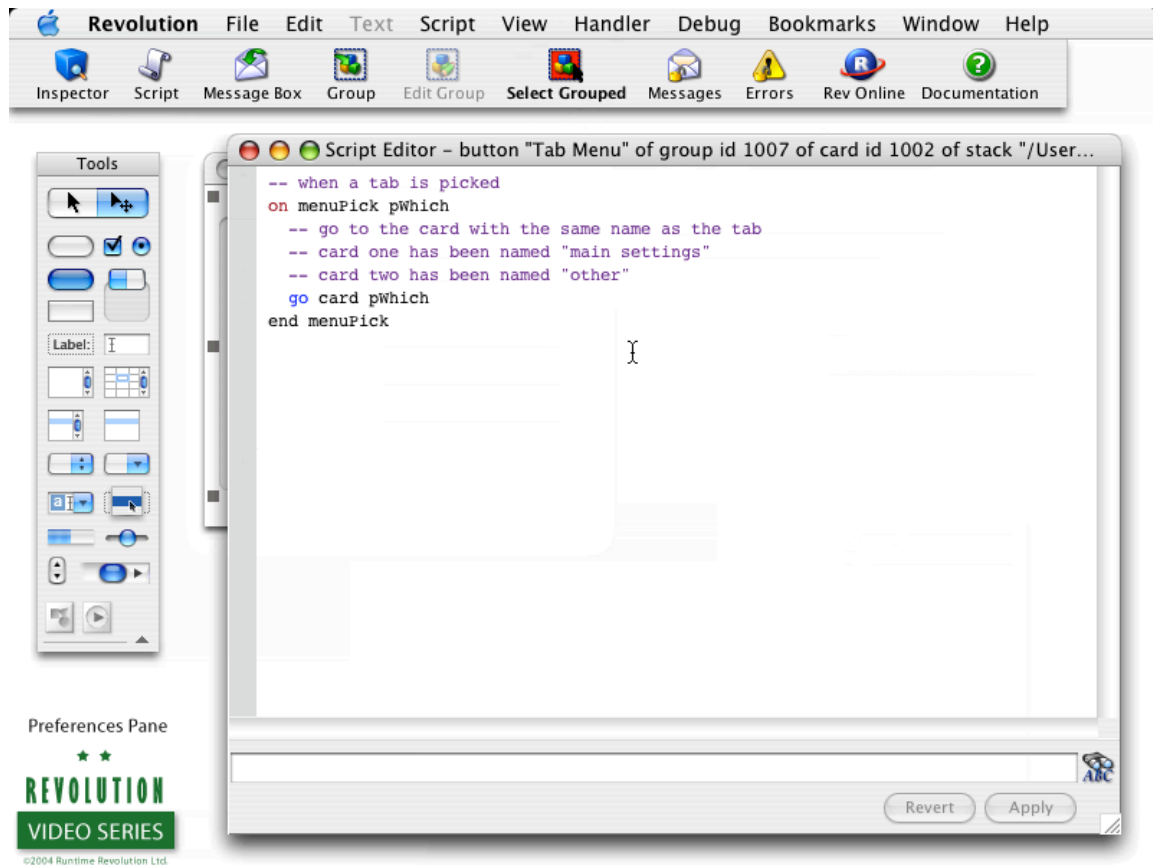 Revolution File Edit Text Script View Handler Debug Bookmarks Window Help
Inspector Script Message Box Group Edit Group Select Grouped Messages Errors Rev Online Documentation
Tools
Label:
a
Script Editor – button "Tab Menu" of group id 1007 of card id 1002 of stack "/User...
-- when a tab is picked
on menuPick pWhich
-- go to the card with the same name as the tab
-- card one has been named "main settings"
-- card two has been named "other"
go card pWhich
end menuPick
ABC
Revert Apply
Preferences Pane
REVOLUTION
VIDEO SERIES
©2004 Runtime Revolution Ltd.